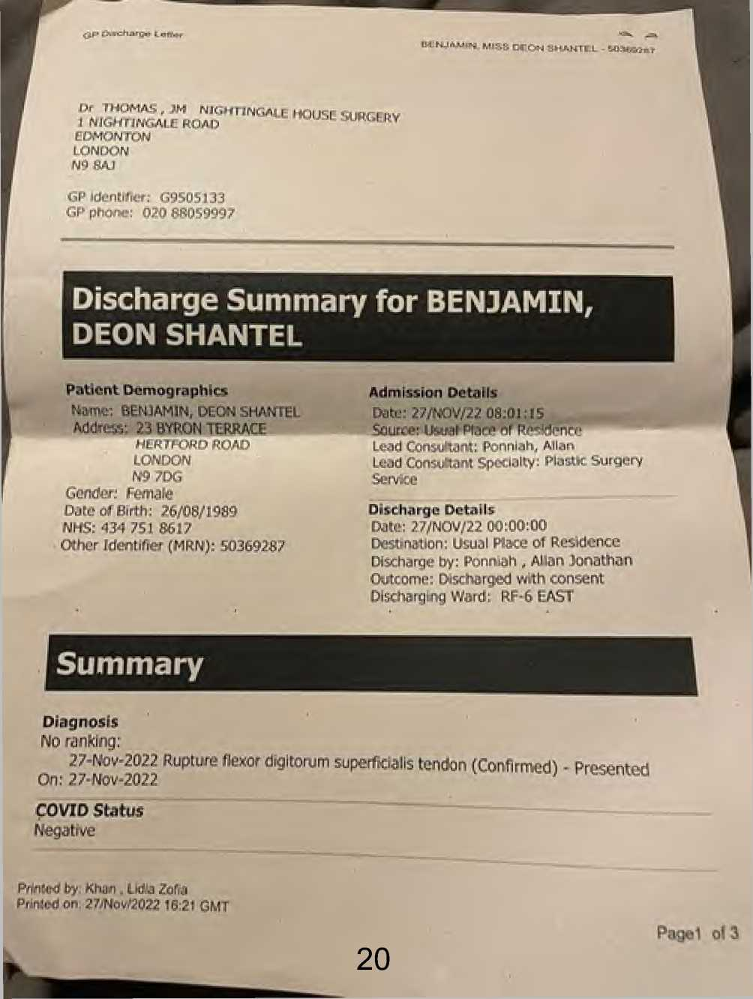 GP Discharge Letter
BENJAMIN, MISS DEON SHANTEL - 50369287
Dr THOMAS , JM NIGHTINGALE HOUSE SURGERY
1 NIGHTINGALE ROAD
EDMONTON
LONDON
N9 8AJ
GP identifier: G9505133
GP phone: 020 88059997
Discharge Summary for BENJAMIN,
DEON SHANTEL
Patient Demographics
Name: BENJAMIN, DEON SHANTEL
Address: 23 BYRON TERRACE
HERTFORD ROAD
LONDON
N9 7DG
Gender: Female
Date of Birth: 26/08/1989
NHS: 434 751 8617
Other Identifier (MRN): 50369287
Admission Details
Date: 27/NOV/22 08:01:15
Source: Usual Place of Residence
Lead Consultant: Ponniah, Allan
Lead Consultant Specialty: Plastic Surgery
Service
Discharge Details
Date: 27/NOV/22 00:00:00
Destination: Usual Place of Residence
Discharge by: Ponniah , Allan Jonathan
Outcome: Discharged with consent
Discharging Ward: RF-6 EAST
Summary
Diagnosis
No ranking:
27-Nov-2022 Rupture flexor digitorum superficialis tendon (Confirmed) - Presented
On: 27-Nov-2022
COVID Status
Negative
Printed by: Khan , Lidia Zofia
Printed on: 27/Nov/2022 16:21 GMT
Page1 of 3
20